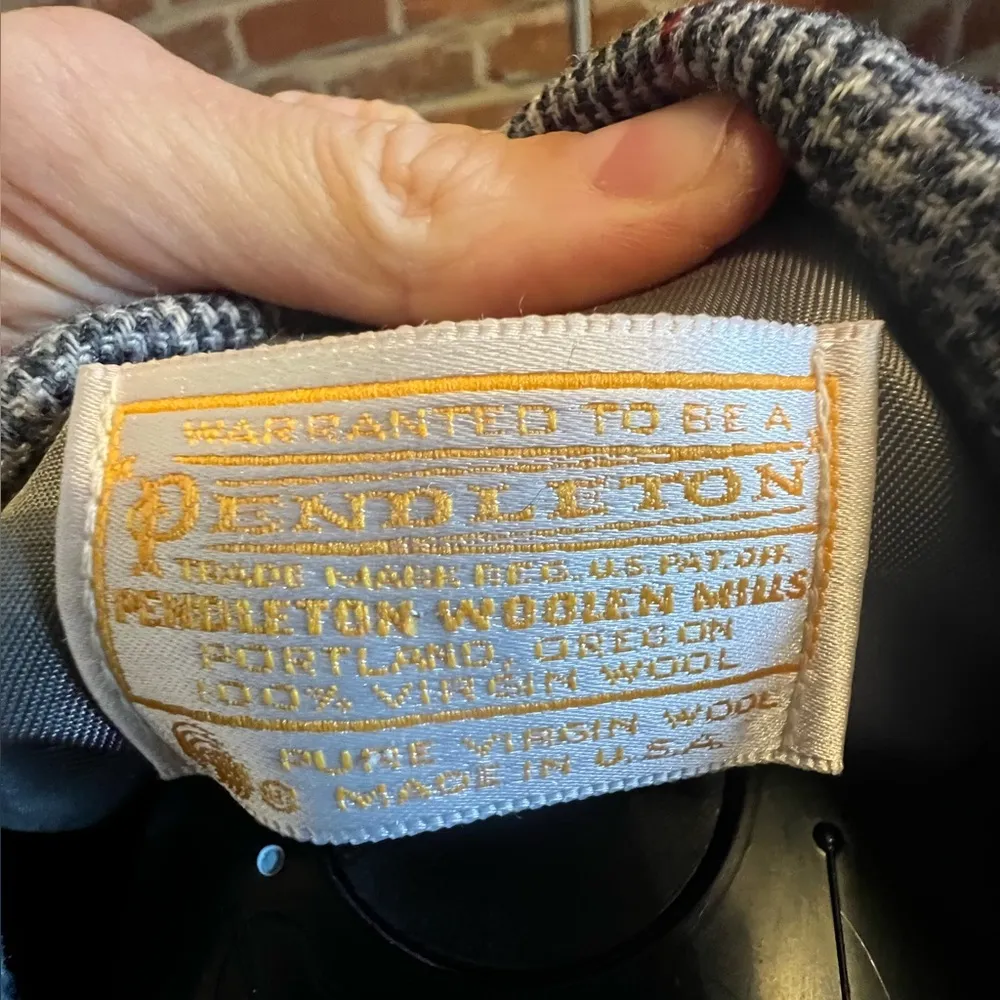 WARRANTED TO BE A
PENDLETON
TRADE MARK REG. U.S. PAT. OFF.
PENDLETON WOOLEN MILLS
PORTLAND, OREGON
100% VIRGIN WOOL
PURE VIRGIN WOOL
® MADE IN U.S.A.